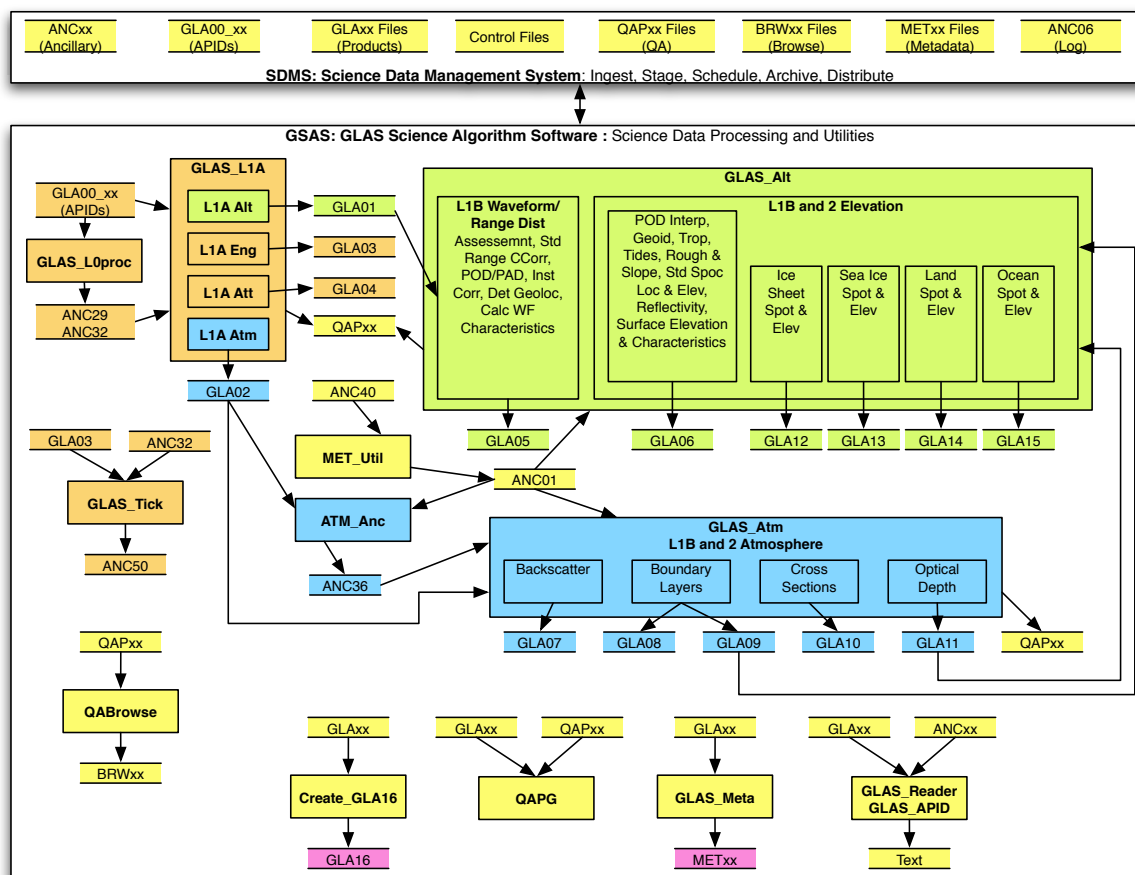 ANCxx
(Ancillary)
GLA00_xx
(APIDs)
GLAxx Files
(Products)
Control Files
QAPxx Files
(QA)
BRWxx Files
(Browse)
METxx Files
(Metadata)
ANC06
(Log)
SDMS: Science Data Management System: Ingest, Stage, Schedule, Archive, Distribute
GSAS: GLAS Science Algorithm Software : Science Data Processing and Utilities
GLA00_xx
(APIDs)
GLAS_L0proc
ANC29
ANC32
GLAS_L1A
L1A Alt
L1A Eng
L1A Att
L1A Atm
GLA01
GLA03
GLA04
QAPxx
GLA02
GLAS_Alt
L1B Waveform/
Range Dist
Assessemnt, Std
Range CCorr,
POD/PAD, Inst
Corr, Det Geoloc,
Calc WF
Characteristics
L1B and 2 Elevation
POD Interp,
Geoid, Trop,
Tides, Rough &
Slope, Std Spoc
Loc & Elev,
Reflectivity,
Surface Elevation
& Characteristics
Ice
Sheet
Spot &
Elev
Sea Ice
Spot &
Elev
Land
Spot &
Elev
Ocean
Spot &
Elev
GLA05
GLA06
GLA12
GLA13
GLA14
GLA15
ANC40
MET_Util
ANC01
GLA03
ANC32
GLAS_Tick
ANC50
ATM_Anc
ANC36
GLAS_Atm
L1B and 2 Atmosphere
Backscatter
Boundary
Layers
Cross
Sections
Optical
Depth
GLA07
GLA08
GLA09
GLA10
GLA11
QAPxx
QAPxx
QABrowse
BRWxx
GLAxx
Create_GLA16
GLA16
GLAxx
QAPxx
QAPG
GLAxx
GLAS_Meta
METxx
GLAxx
ANCxx
GLAS_Reader
GLAS_APID
Text